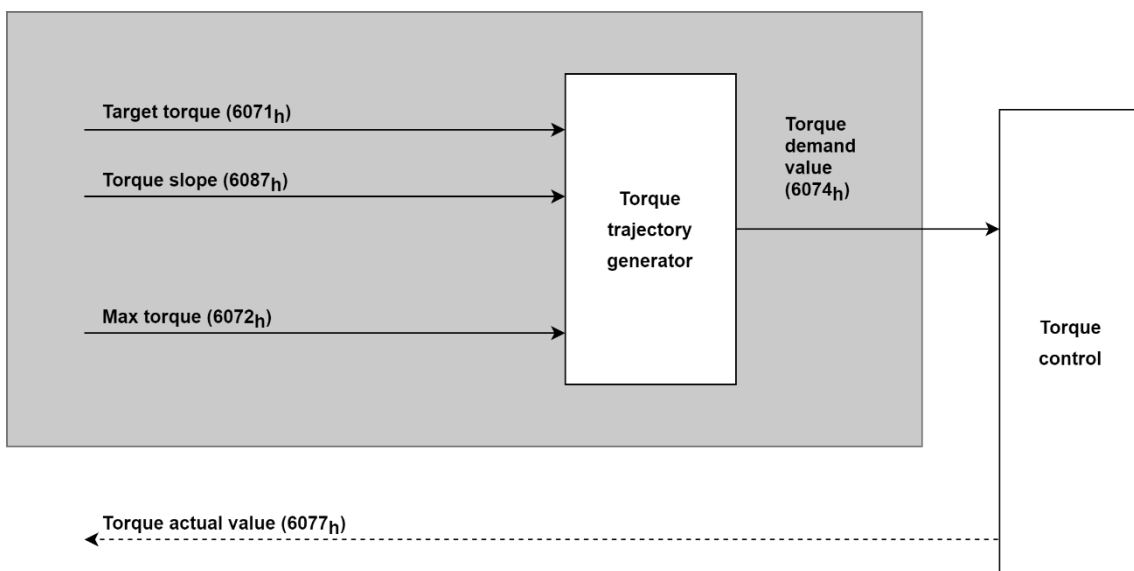 Target torque (6071h)
Torque slope (6087h)
Max torque (6072h)
Torque
trajectory
generator
Torque
demand
value
(6074h)
Torque
control
Torque actual value (6077h)